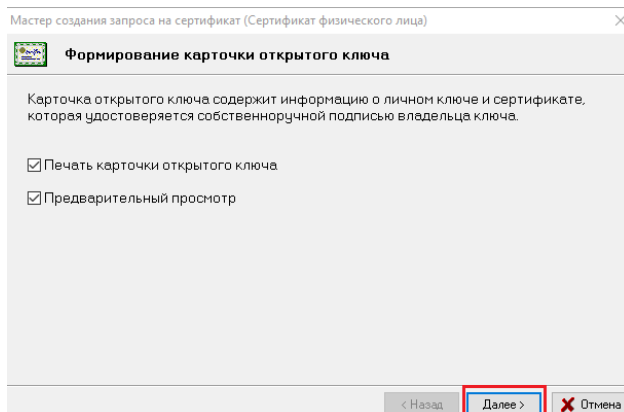 Мастер создания запроса на сертификат (Сертификат физического лица)
Формирование карточки открытого ключа
Карточка открытого ключа содержит информацию о личном ключе и сертификате,
которая удостоверяется собственноручной подписью владельца ключа.
Печать карточки открытого ключа
Предварительный просмотр
< Назад
Далее >
Отмена